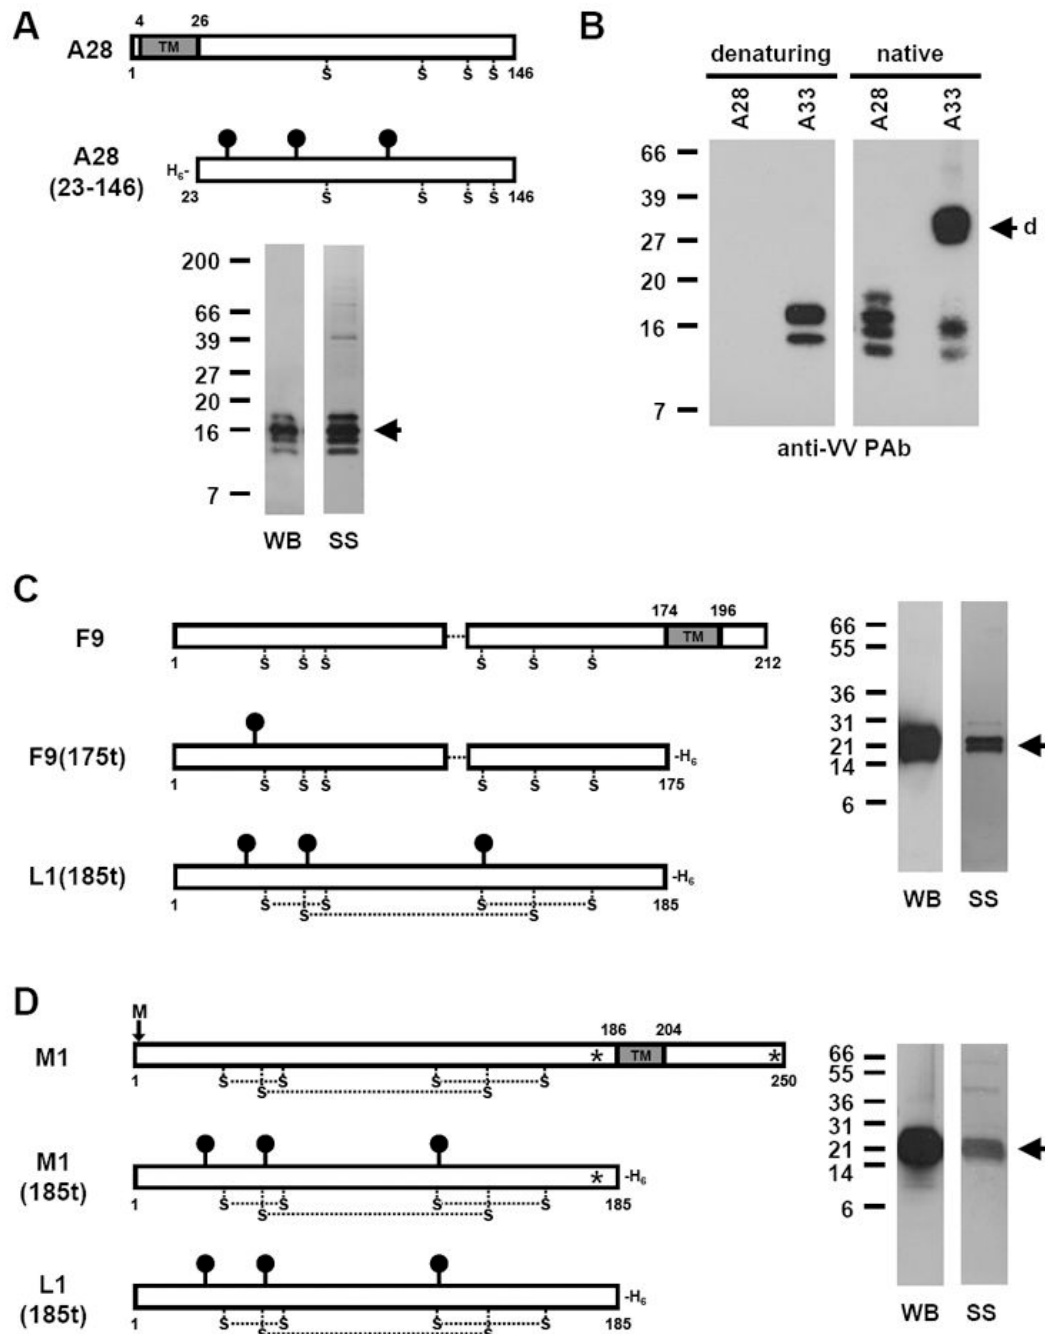 A
4 26
A28
TM
1 S S S S 146
A28
(23-146)
H6-
23 S S S S 146
200
66
39
27
20
16
7
WB SS
B
denaturing native
A28 A33 A28 A33
66
39
27
20
16
7
d
anti-VV PAb
C
174 196
F9
TM
1 S S S S S S 212
F9(175t)
-H6
1 S S S S S S 175
L1(185t)
-H6
1 S S S S S S 185
66
55
36
31
21
14
6
WB SS
D
M
186 204
M1
* TM *
1 S S S S S S 250
M1
(185t)
* -H6
1 S S S S S S 185
L1
(185t)
-H6
1 S S S S S S 185
66
55
36
31
21
14
6
WB SS